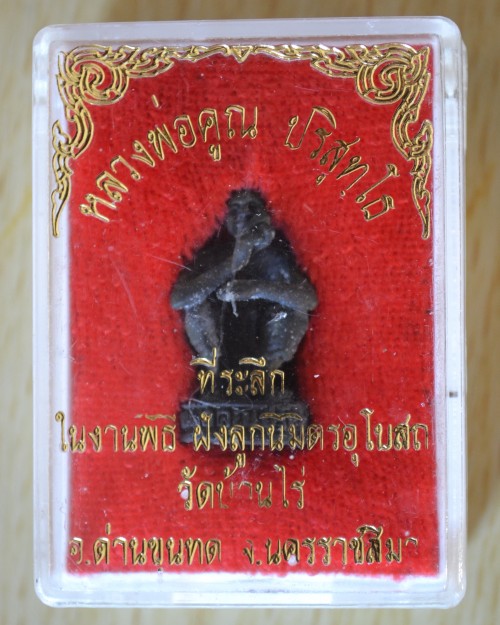 หลวงพ่อคูณ ปริสุทฺโธ
ที่ระลึก
ในงานพิธี ฝังลูกนิมิตรอุโบสถ
วัดบ้านไร่
อ.ด่านขุนทด จ.นครราชสีมา